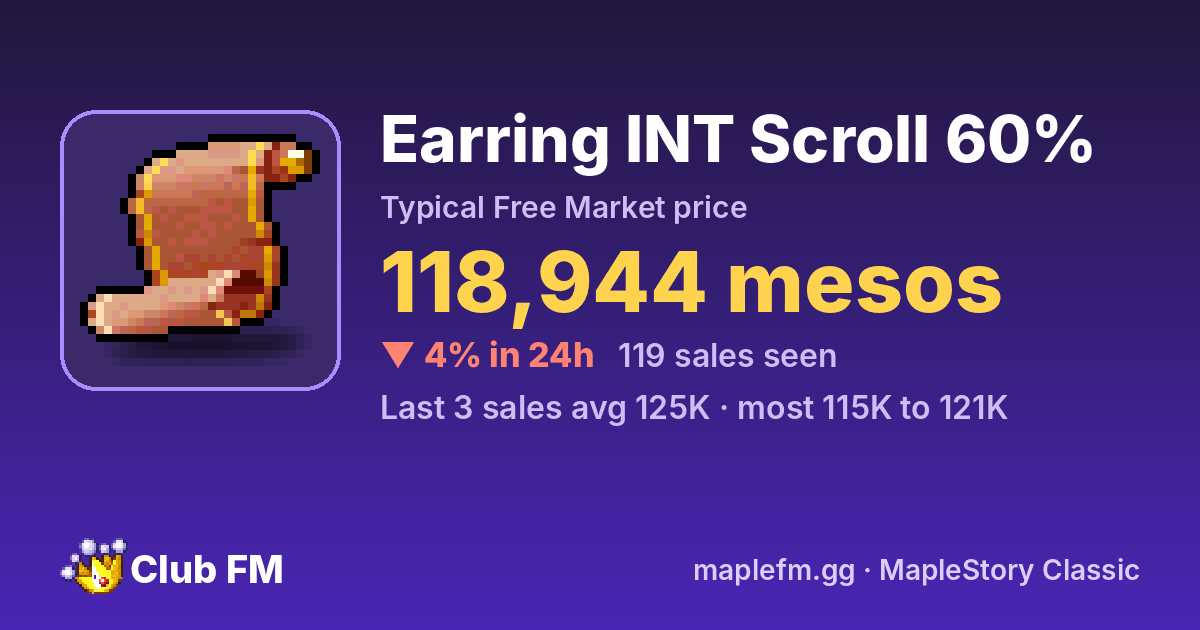 Earring INT Scroll 60%
Typical Free Market price
118,944 mesos
▼ 4% in 24h 119 sales seen
Last 3 sales avg 125K · most 115K to 121K
Club FM
maplefm.gg · MapleStory Classic